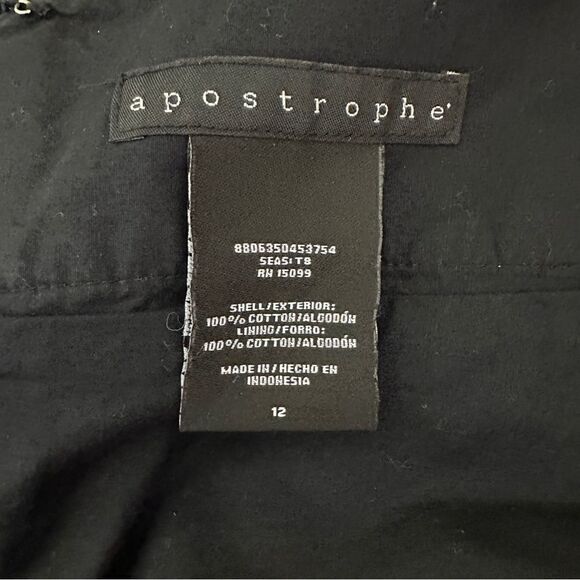 apostrophe'
8806350453754
SEAS: T8
RN 15099
SHELL/EXTERIOR:
100% COTTON/ALGODÓN
LINING/FORRO:
100% COTTON/ALGODÓN
MADE IN/HECHO EN
INDONESIA
12